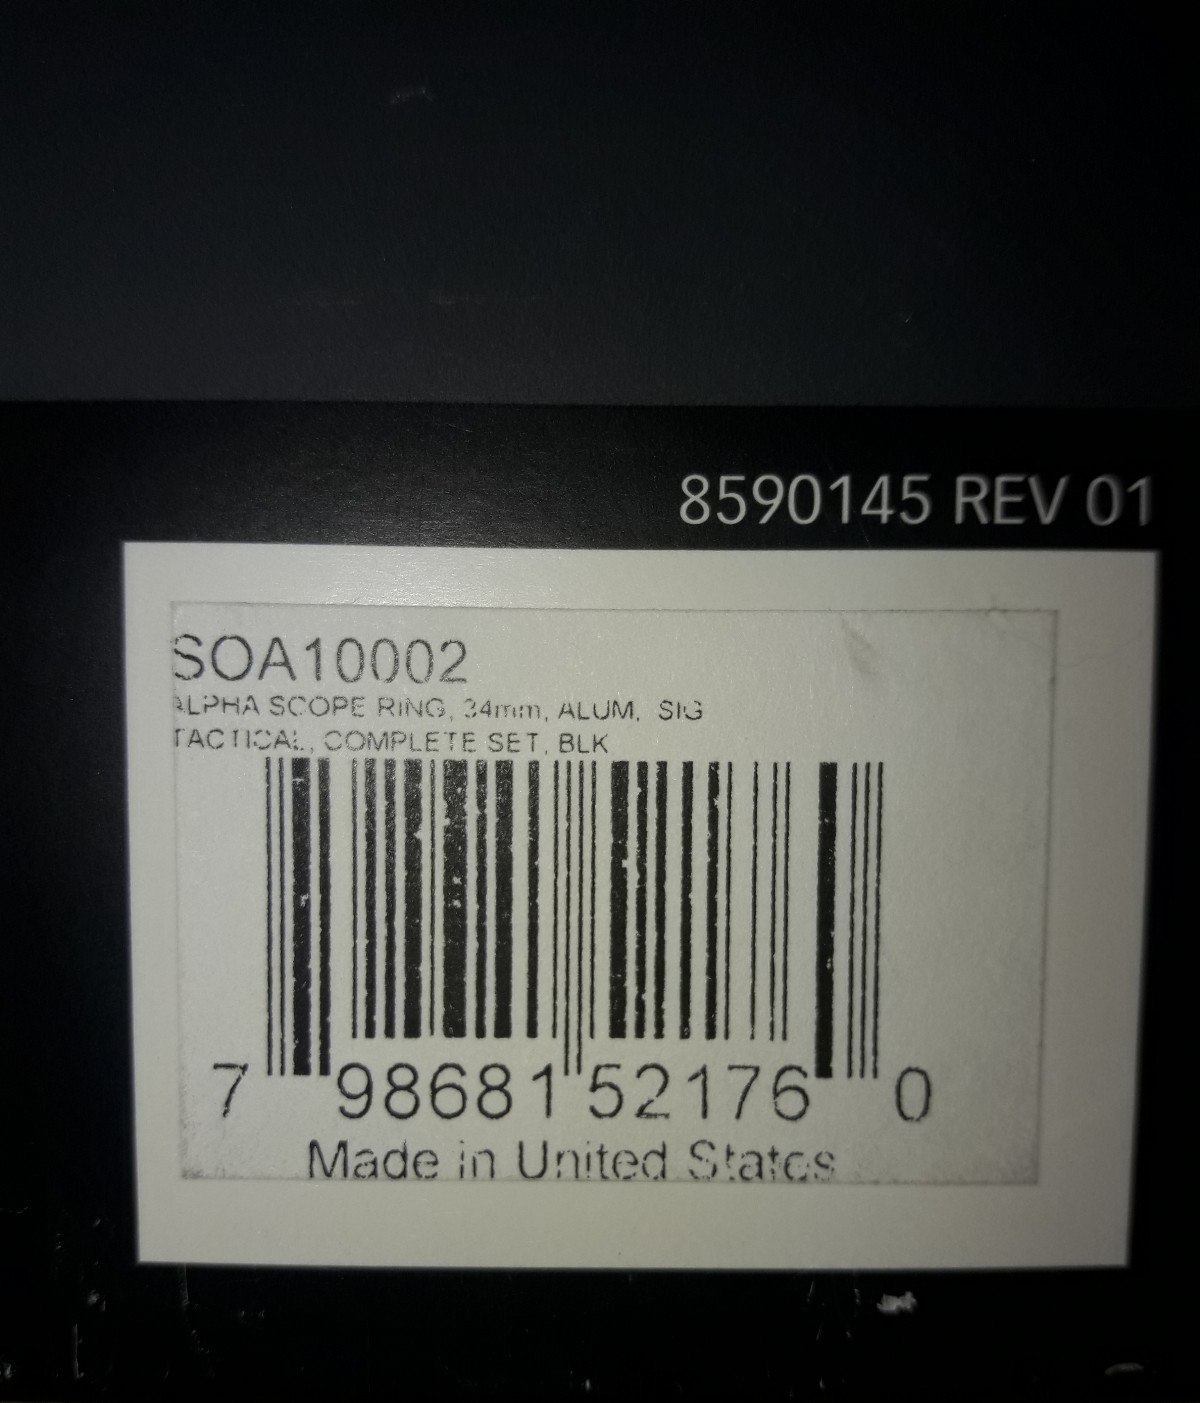 8590145 REV 01
SOA10002
ALPHA SCOPE RING, 34mm, ALUM, SIG
TACTICAL, COMPLETE SET, BLK
7 98681 52176 0
Made in United States